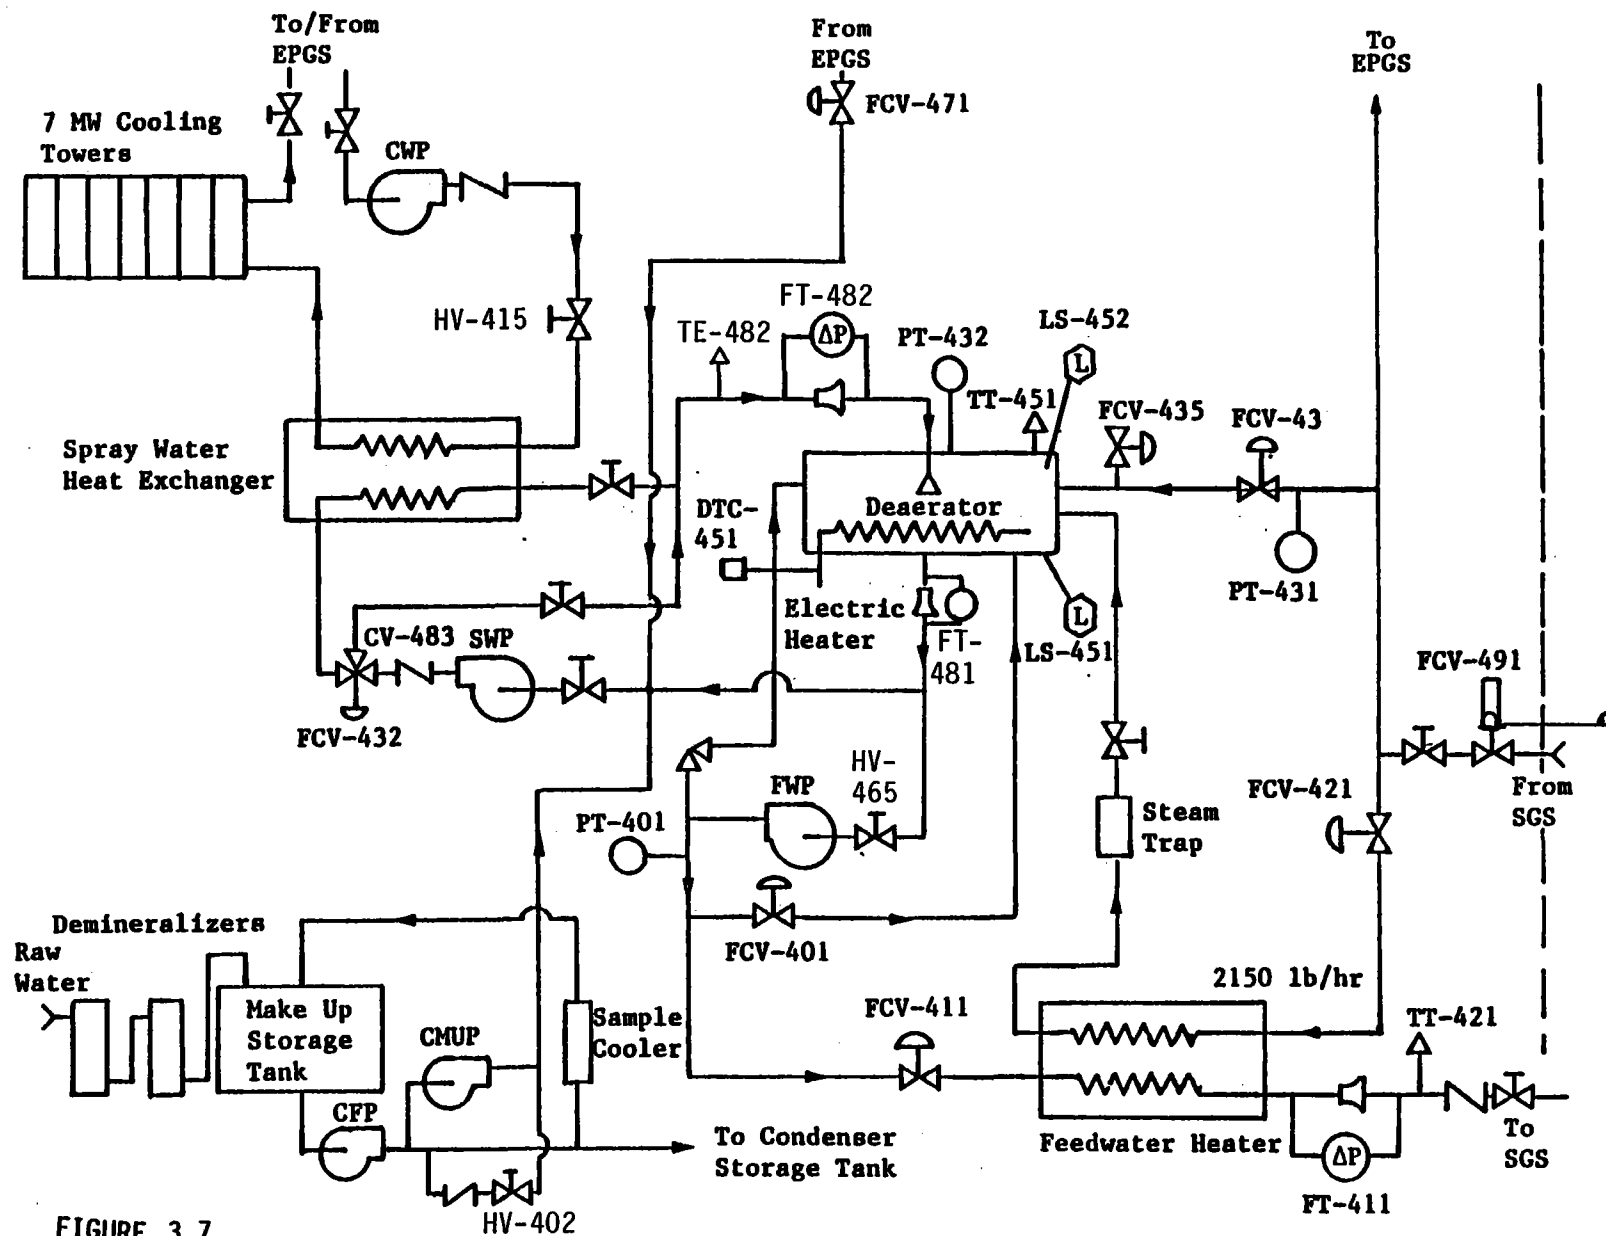 To/From
EPGS
From
EPGS
To
EPGS
FCV-471
7 MW Cooling
Towers
CWP
HV-415
FT-482
ΔP
TE-482
PT-432
LS-452
L
TT-451
FCV-435
FCV-43
Spray Water
Heat Exchanger
DTC-
451
Deaerator
PT-431
Electric
Heater
FT-
481
L
LS-451
CV-483
SWP
FCV-432
FCV-491
HV-
465
FWP
PT-401
Steam
Trap
FCV-421
From
SGS
FCV-401
Demineralizers
Raw
Water
Make Up
Storage
Tank
CMUP
Sample
Cooler
FCV-411
2150 lb/hr
TT-421
CFP
To Condenser
Storage Tank
Feedwater Heater
ΔP
To
SGS
FT-411
HV-402
FIGURE 3.7